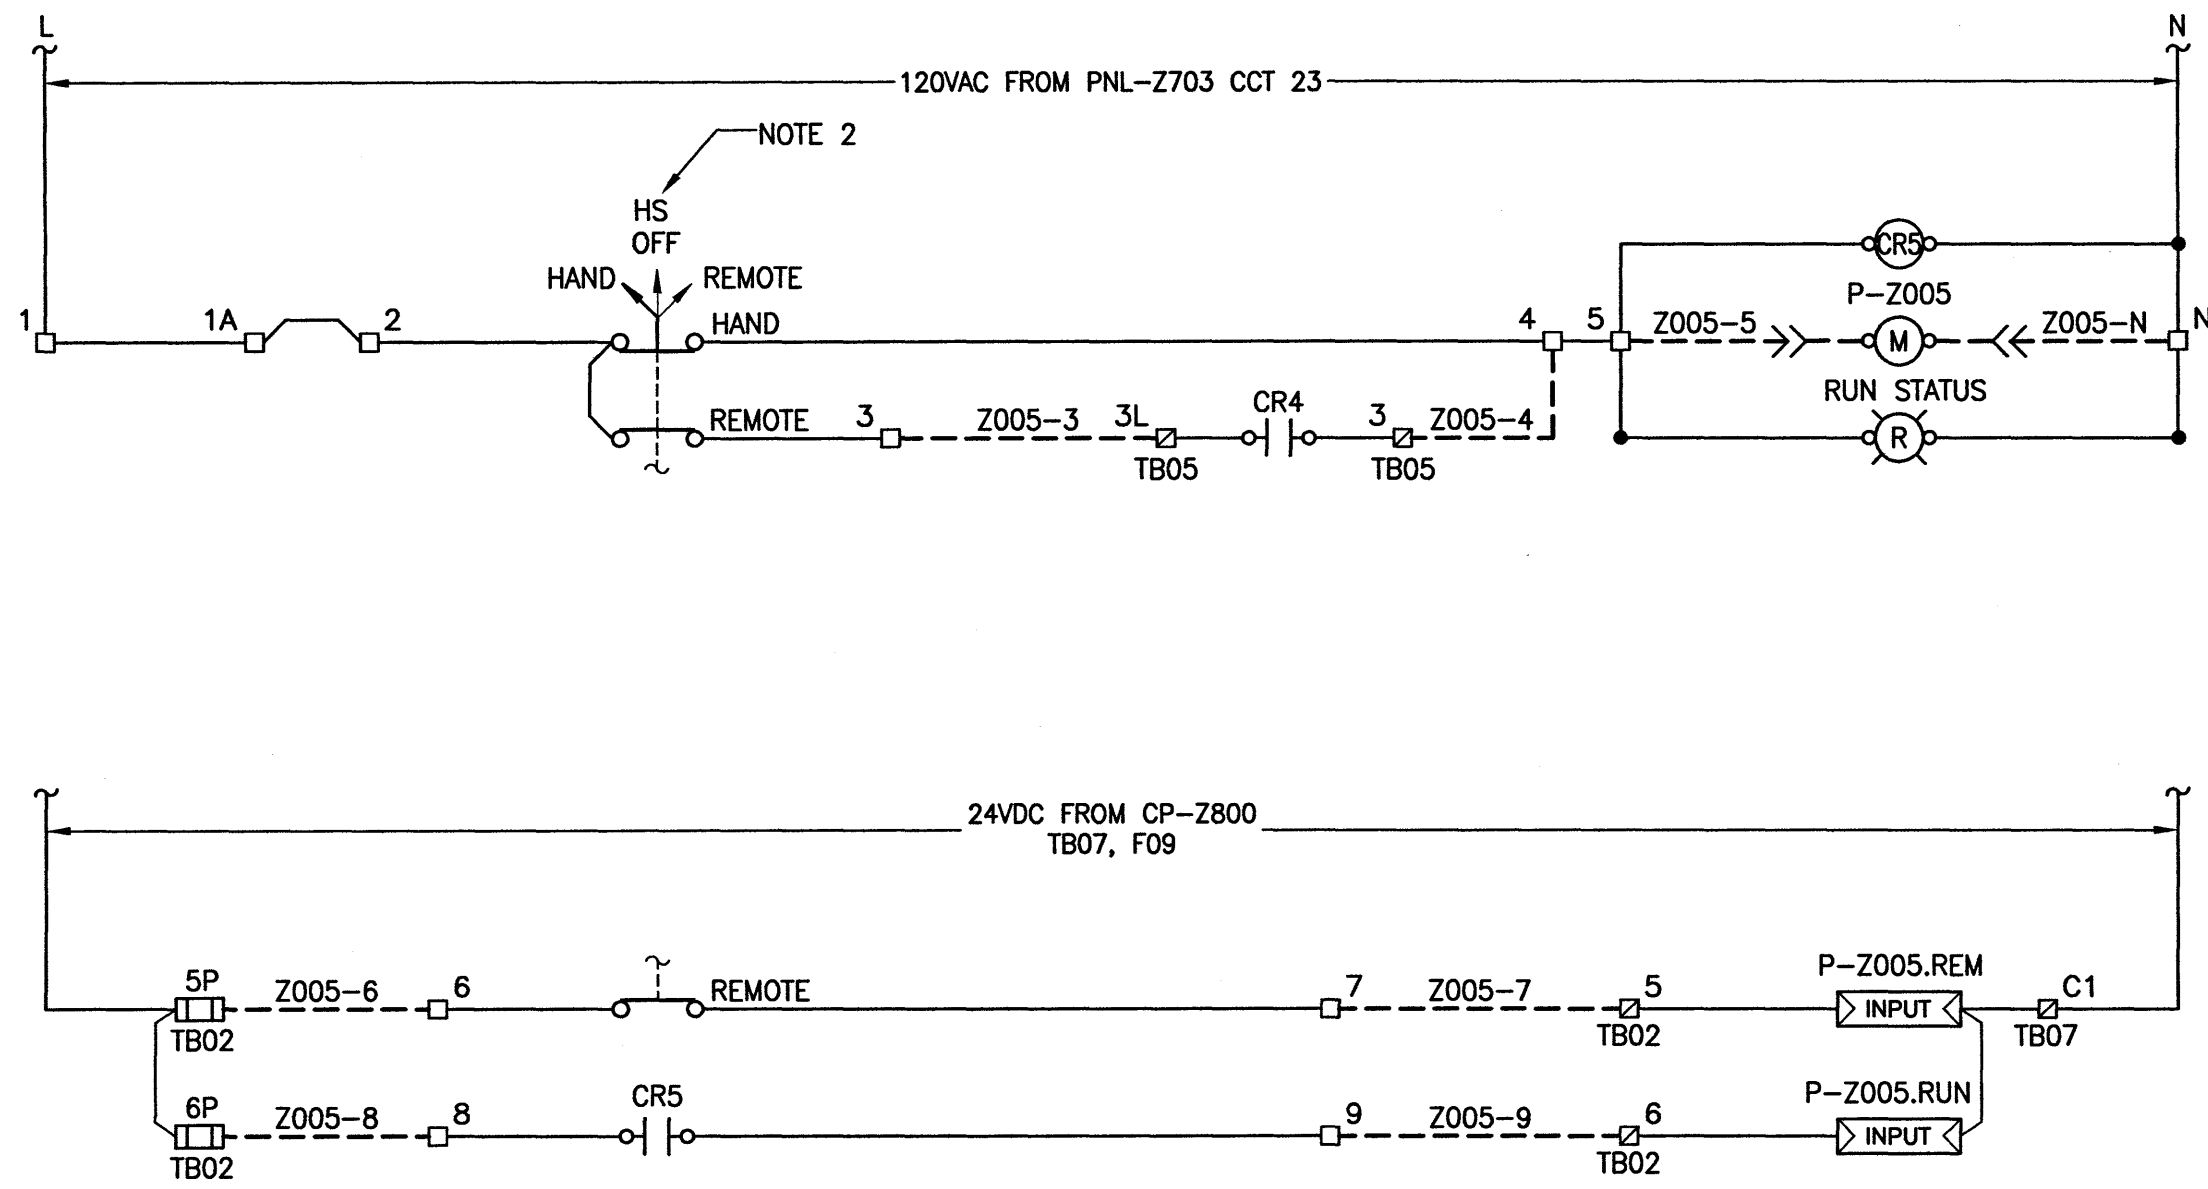 L
N
120VAC FROM PNL-Z703 CCT 23
NOTE 2
HS
OFF
HAND
REMOTE
CR5
P-Z005
1
1A
2
HAND
4
5
Z005-5
M
Z005-N
N
RUN STATUS
REMOTE
3
Z005-3
3L
CR4
3
Z005-4
R
TB05
TB05
24VDC FROM CP-Z800
TB07, F09
5P
Z005-6
6
REMOTE
7
Z005-7
5
P-Z005.REM
INPUT
C1
TB02
TB02
TB07
6P
Z005-8
8
CR5
9
Z005-9
6
P-Z005.RUN
INPUT
TB02
TB02